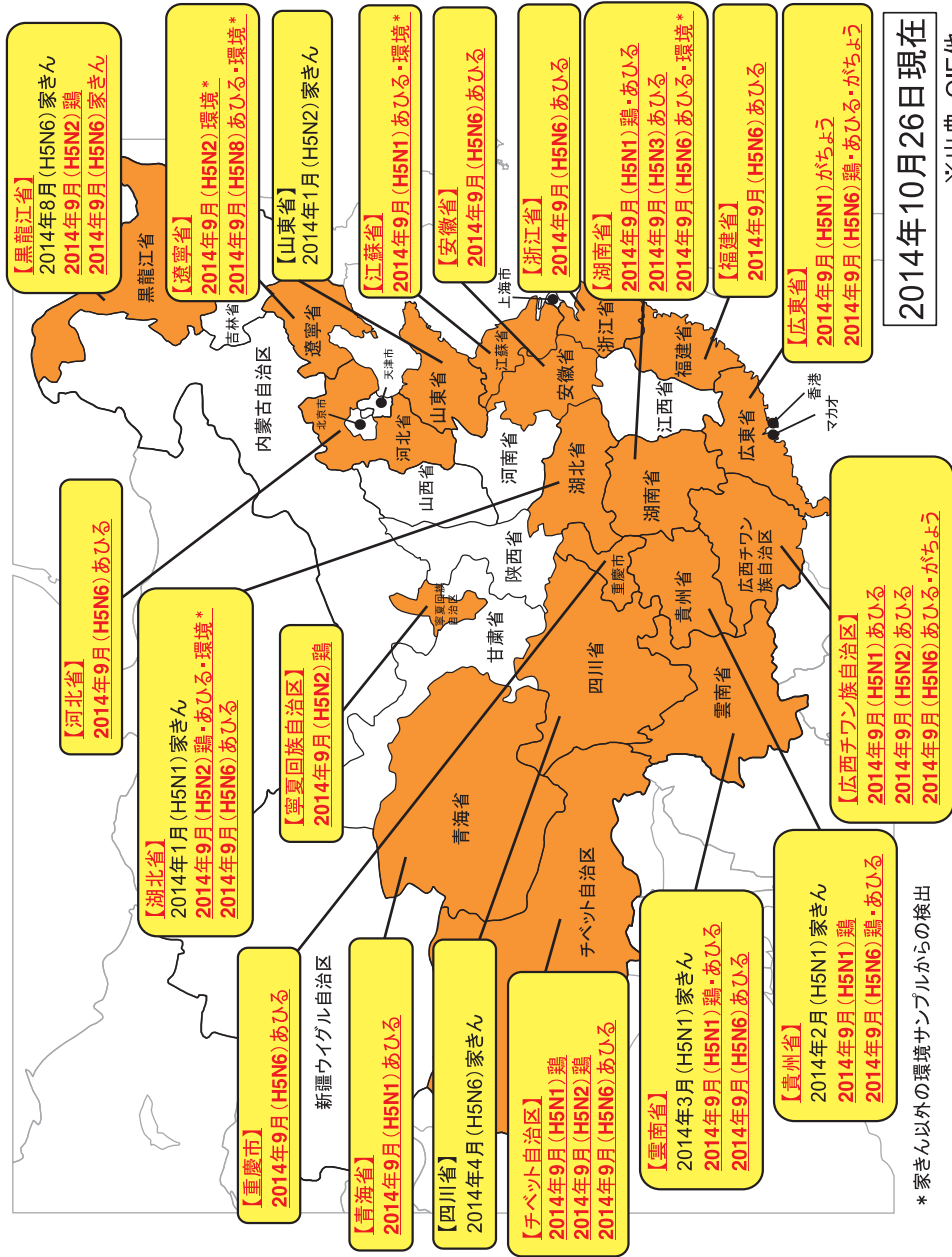 【黒龍江省】
2014年8月(H5N6)家きん
2014年9月(H5N2)鶏
2014年9月(H5N6)家きん
【遼寧省】
2014年9月(H5N2)環境*
2014年9月(H5N8)あひる・環境*
【山東省】
2014年1月(H5N2)家きん
【江蘇省】
2014年9月(H5N1)あひる・環境*
【安徽省】
2014年9月(H5N6)あひる
【浙江省】
2014年9月(H5N6)あひる
【湖南省】
2014年9月(H5N1)鶏・あひる
2014年9月(H5N3)あひる
2014年9月(H5N6)あひる・環境*
【福建省】
2014年9月(H5N6)あひる
【広東省】
2014年9月(H5N1)がちょう
2014年9月(H5N6)鶏・あひる・がちょう
2014年10月26日現在
【河北省】
2014年9月(H5N6)あひる
【湖北省】
2014年1月(H5N1)家きん
2014年9月(H5N2)鶏・あひる・環境*
2014年9月(H5N6)あひる
【寧夏回族自治区】
2014年9月(H5N2)鶏
【重慶市】
2014年9月(H5N6)あひる
【青海省】
2014年9月(H5N1)あひる
【四川省】
2014年4月(H5N6)家きん
【チベット自治区】
2014年9月(H5N1)鶏
2014年9月(H5N2)鶏
2014年9月(H5N6)あひる
【雲南省】
2014年3月(H5N1)家きん
2014年9月(H5N1)鶏・あひる
2014年9月(H5N6)あひる
【貴州省】
2014年2月(H5N1)家きん
2014年9月(H5N1)鶏
2014年9月(H5N6)鶏・あひる
【広西チワン族自治区】
2014年9月(H5N1)あひる
2014年9月(H5N2)あひる
2014年9月(H5N6)あひる・がちょう
黒龍江省
吉林省
遼寧省
内蒙古自治区
北京市
天津市
河北省
山東省
山西省
河南省
江蘇省
上海市
安徽省
浙江省
江西省
福建省
湖北省
湖南省
広東省
香港
マカオ
陝西省
寧夏回族
自治区
甘粛省
重慶市
貴州省
広西チワン
族自治区
四川省
雲南省
青海省
チベット自治区
新疆ウイグル自治区
*家きん以外の環境サンプルからの検出